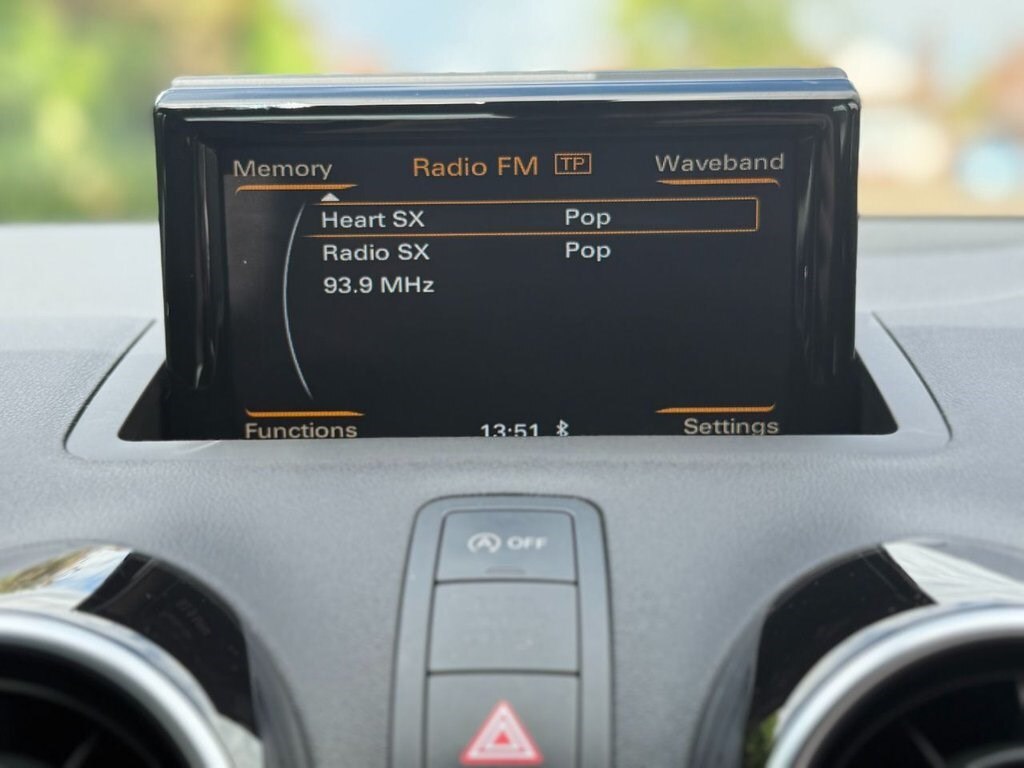 Memory Radio FM TP Waveband
Heart SX Pop
Radio SX Pop
93.9 MHz
Functions 13:51 Settings
A OFF